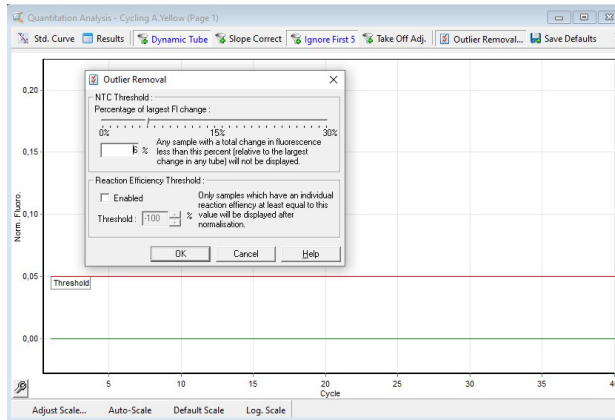 Quantitation Analysis - Cycling A.Yellow (Page 1)
Std. Curve Results Dynamic Tube Slope Correct Ignore First 5 Take Off Adj. Outlier Removal... Save Defaults
Outlier Removal
NTC Threshold :
Percentage of largest Fl change :
0% 15% 30%
6 %
Any sample with a total change in fluorescence
less than this percent (relative to the largest
change in any tube) will not be displayed.
Reaction Efficiency Threshold :
Enabled
Threshold : -100 %
Only samples which have an individual
reaction effiency at least equal to this
value will be displayed after
normalisation.
OK Cancel Help
Norm. Fluoro.
0,20
0,15
0,10
0,05
0,00
Threshold
5 10 15 20 25 30 35 40
Cycle
Adjust Scale... Auto-Scale Default Scale Log. Scale